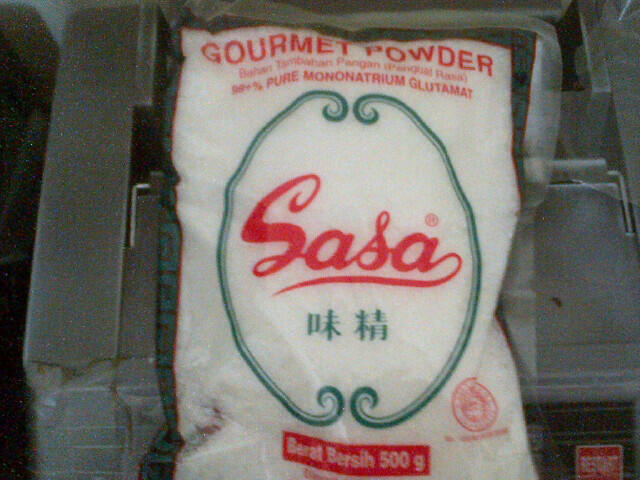 GOURMET POWDER
Bahan Tambahan Pangan (Penguat Rasa)
99+% PURE MONONATRIUM GLUTAMAT
Sasa®
味精
Berat Bersih 500 g